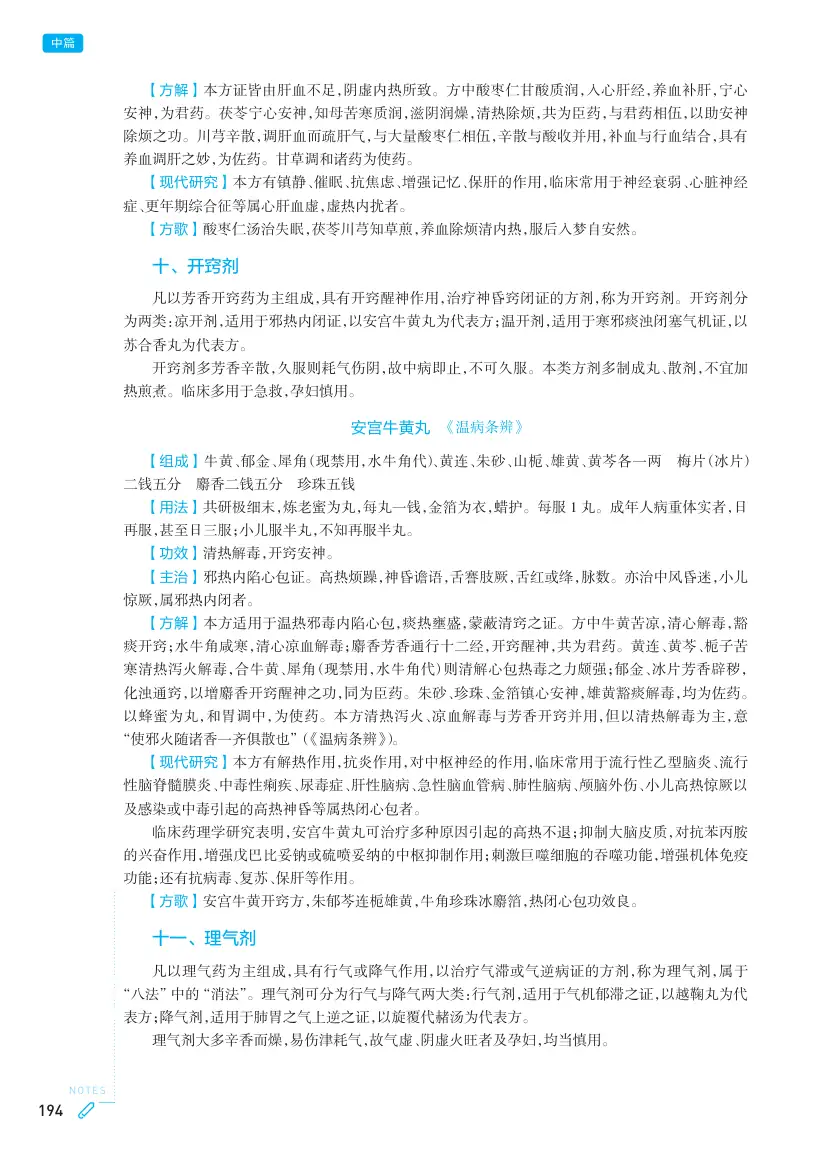 中篇
【方解】本方证皆由肝血不足,阴虚内热所致。方中酸枣仁甘酸质润,入心肝经,养血补肝,宁心
安神,为君药。茯苓宁心安神,知母苦寒质润,滋阴润燥,清热除烦,共为臣药,与君药相伍,以助安神
除烦之功。川芎辛散,调肝血而疏肝气,与大量酸枣仁相伍,辛散与酸收并用,补血与行血结合,具有
养血调肝之妙,为佐药。甘草调和诸药为使药。
【现代研究】本方有镇静、催眠、抗焦虑、增强记忆、保肝的作用,临床常用于神经衰弱、心脏神经
症、更年期综合征等属心肝血虚,虚热内扰者。
【方歌】酸枣仁汤治失眠,茯苓川芎知草煎,养血除烦清内热,服后入梦自安然。
十、开窍剂
凡以芳香开窍药为主组成,具有开窍醒神作用,治疗神昏窍闭证的方剂,称为开窍剂。开窍剂分
为两类:凉开剂,适用于邪热内闭证,以安宫牛黄丸为代表方;温开剂,适用于寒邪痰浊闭塞气机证,以
苏合香丸为代表方。
开窍剂多芳香辛散,久服则耗气伤阴,故中病即止,不可久服。本类方剂多制成丸、散剂,不宜加
热煎煮。临床多用于急救,孕妇慎用。
安宫牛黄丸 《温病条辨》
【组成】牛黄、郁金、犀角(现禁用,水牛角代)、黄连、朱砂、山栀、雄黄、黄芩各一两　梅片(冰片)
二钱五分　麝香二钱五分　珍珠五钱
【用法】共研极细末,炼老蜜为丸,每丸一钱,金箔为衣,蜡护。每服 1 丸。成年人病重体实者,日
再服,甚至日三服;小儿服半丸,不知再服半丸。
【功效】清热解毒,开窍安神。
【主治】邪热内陷心包证。高热烦躁,神昏谵语,舌謇肢厥,舌红或绛,脉数。亦治中风昏迷,小儿
惊厥,属邪热内闭者。
【方解】本方适用于温热邪毒内陷心包,痰热壅盛,蒙蔽清窍之证。方中牛黄苦凉,清心解毒,豁
痰开窍;水牛角咸寒,清心凉血解毒;麝香芳香通行十二经,开窍醒神,共为君药。黄连、黄芩、栀子苦
寒清热泻火解毒,合牛黄、犀角(现禁用,水牛角代)则清解心包热毒之力颇强;郁金、冰片芳香辟秽,
化浊通窍,以增麝香开窍醒神之功,同为臣药。朱砂、珍珠、金箔镇心安神,雄黄豁痰解毒,均为佐药。
以蜂蜜为丸,和胃调中,为使药。本方清热泻火、凉血解毒与芳香开窍并用,但以清热解毒为主,意
“使邪火随诸香一齐俱散也”(《温病条辨》)。
【现代研究】本方有解热作用,抗炎作用,对中枢神经的作用,临床常用于流行性乙型脑炎、流行
性脑脊髓膜炎、中毒性痢疾、尿毒症、肝性脑病、急性脑血管病、肺性脑病、颅脑外伤、小儿高热惊厥以
及感染或中毒引起的高热神昏等属热闭心包者。
临床药理学研究表明,安宫牛黄丸可治疗多种原因引起的高热不退;抑制大脑皮质,对抗苯丙胺
的兴奋作用,增强戊巴比妥钠或硫喷妥纳的中枢抑制作用;刺激巨噬细胞的吞噬功能,增强机体免疫
功能;还有抗病毒、复苏、保肝等作用。
【方歌】安宫牛黄开窍方,朱郁芩连栀雄黄,牛角珍珠冰麝箔,热闭心包功效良。
十一、理气剂
凡以理气药为主组成,具有行气或降气作用,以治疗气滞或气逆病证的方剂,称为理气剂,属于
“八法”中的“消法”。理气剂可分为行气与降气两大类:行气剂,适用于气机郁滞之证,以越鞠丸为代
表方;降气剂,适用于肺胃之气上逆之证,以旋覆代赭汤为代表方。
理气剂大多辛香而燥,易伤津耗气,故气虚、阴虚火旺者及孕妇,均当慎用。
NOTES
194